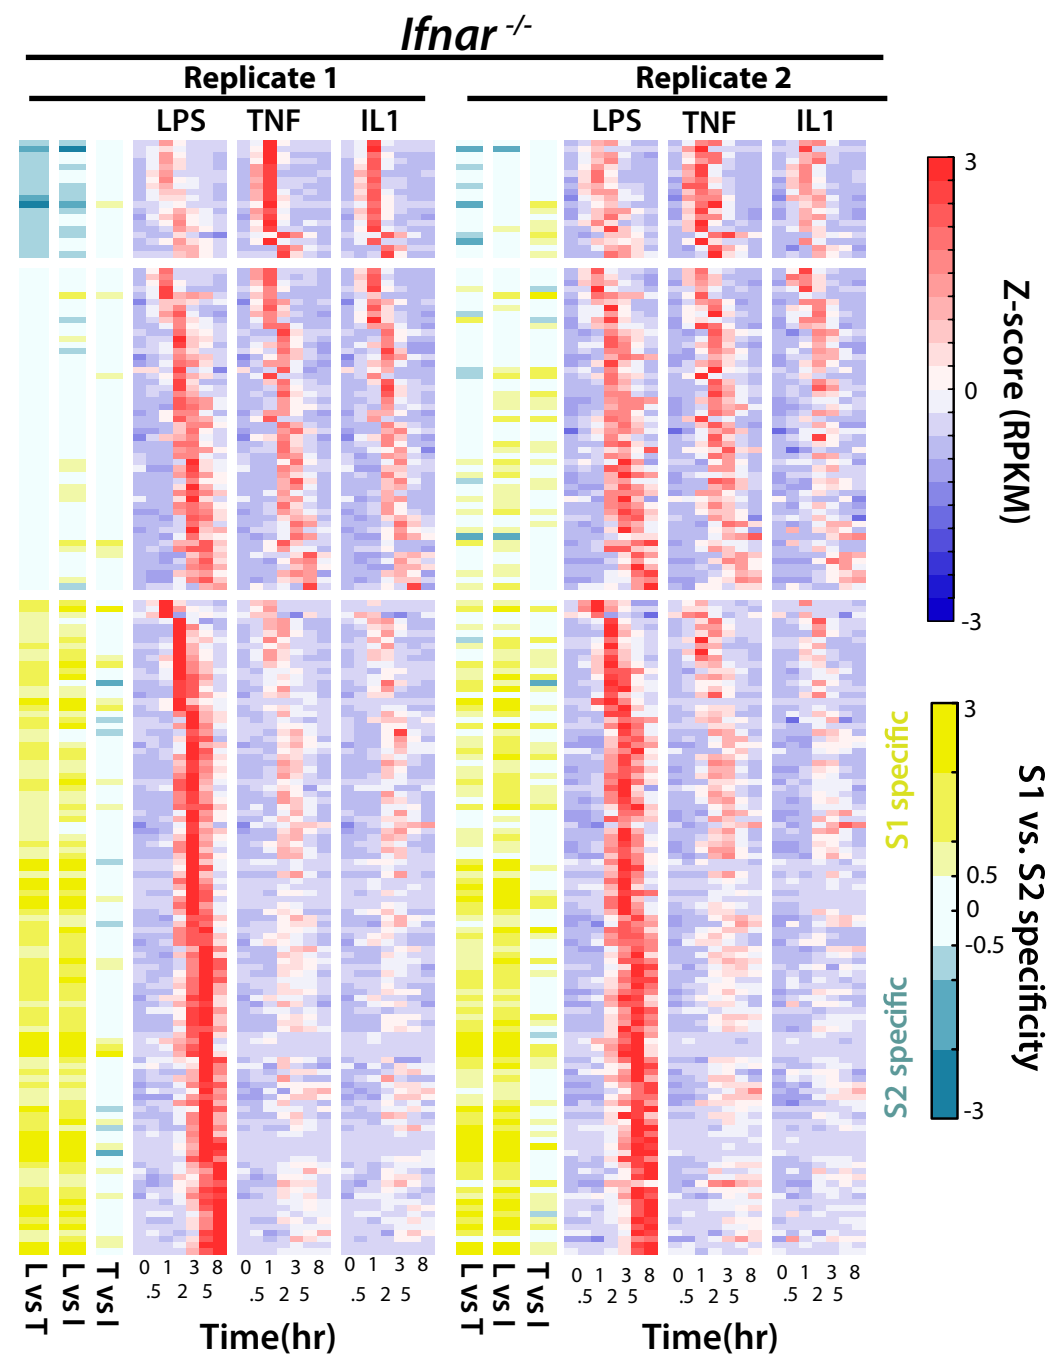 Ifnar -/-
Replicate 1 Replicate 2
LPS TNF IL1 LPS TNF IL1
3
0
-3
Z-score (RPKM)
3
0.5
0
-0.5
-3
S1 specific
S2 specific
S1 vs. S2 specificity
L vs T L vs I T vs I L vs T L vs I T vs I
0 1 3 8 0 1 3 8 0 1 3 8 0 1 3 8 0 1 3 8 0 1 3 8
.5 2 5 .5 2 5 .5 2 5 .5 2 5 .5 2 5 .5 2 5
Time(hr) Time(hr)